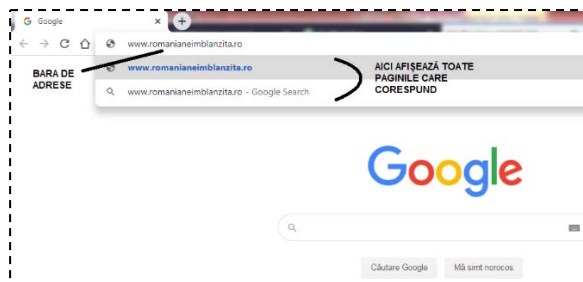 Google
www.romanianeimblanzita.ro
www.romanianeimblanzita.ro
www.romanianeimblanzita.ro - Google Search
BARA DE
ADRESE
AICI AFIȘEAZĂ TOATE
PAGINILE CARE
CORESPUND
Google
Căutare Google
Mă simt norocos